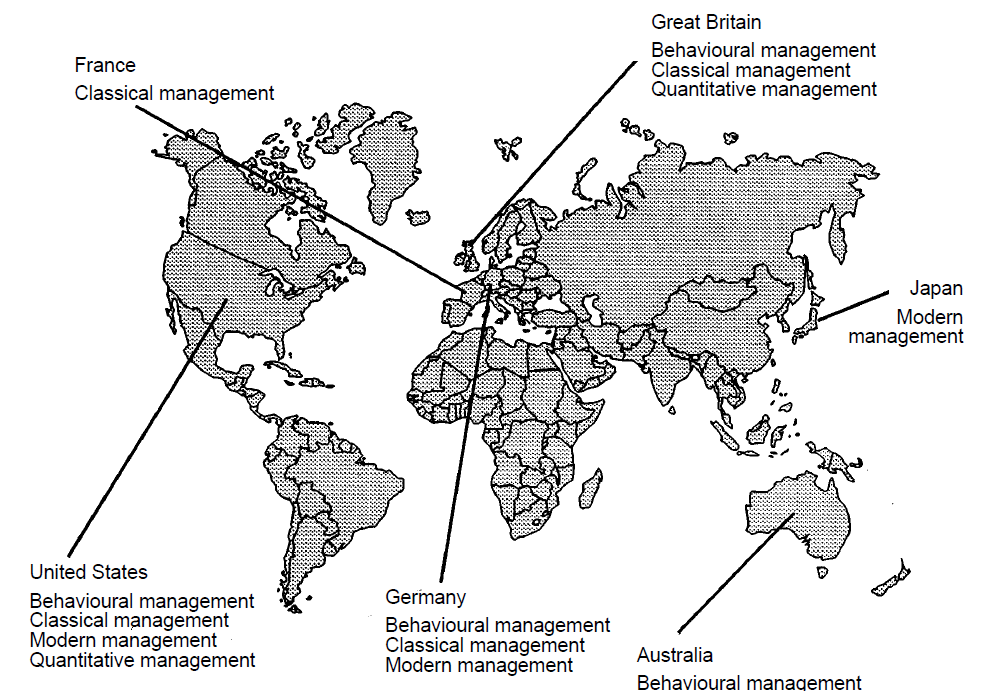 Great Britain
Behavioural management
Classical management
Quantitative management
France
Classical management
Japan
Modern
management
United States
Behavioural management
Classical management
Modern management
Quantitative management
Germany
Behavioural management
Classical management
Modern management
Australia
Behavioural management